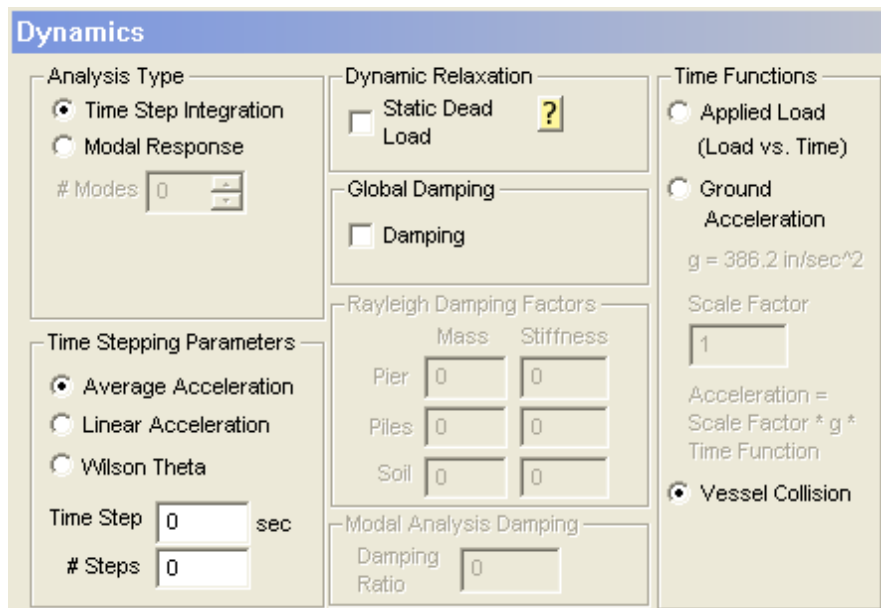 Dynamics
Analysis Type
Time Step Integration
Modal Response
# Modes 0
Time Stepping Parameters
Average Acceleration
Linear Acceleration
Wilson Theta
Time Step 0 sec
# Steps 0
Dynamic Relaxation
Static Dead
Load
?
Global Damping
Damping
Rayleigh Damping Factors
Mass Stiffness
Pier 0 0
Piles 0 0
Soil 0 0
Modal Analysis Damping
Damping
Ratio
0
Time Functions
Applied Load
(Load vs. Time)
Ground
Acceleration
g = 386.2 in/sec^2
Scale Factor
1
Acceleration =
Scale Factor * g *
Time Function
Vessel Collision